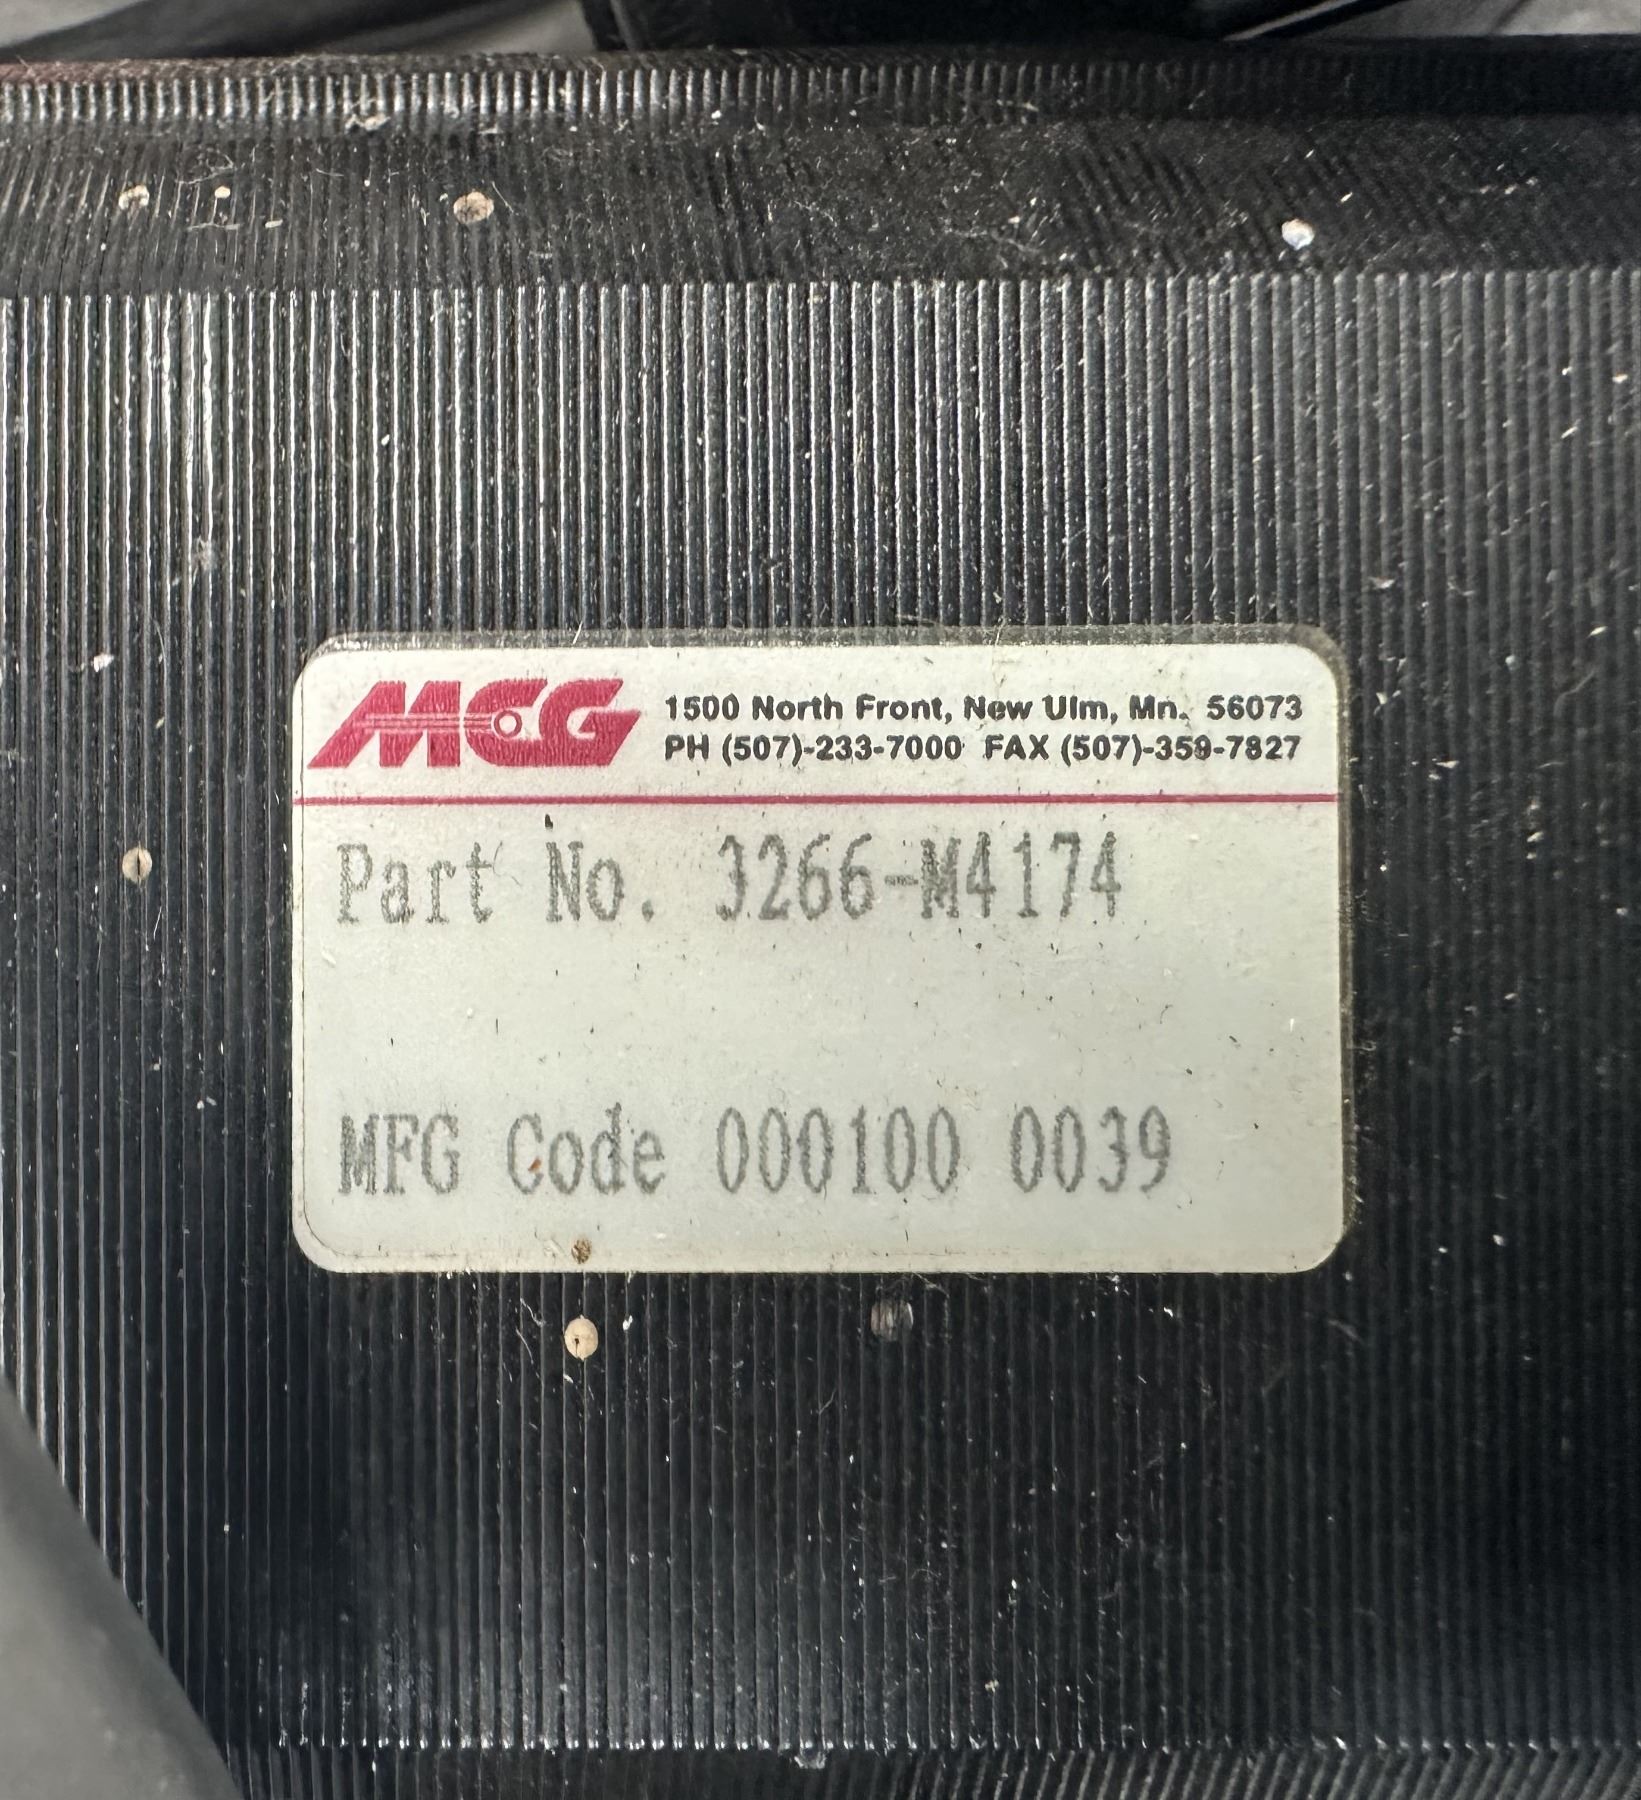 MCG
1500 North Front, New Ulm, Mn. 56073
PH (507)-233-7000 FAX (507)-359-7827
Part No. 3266-M4174
MFG Code 000100 0039